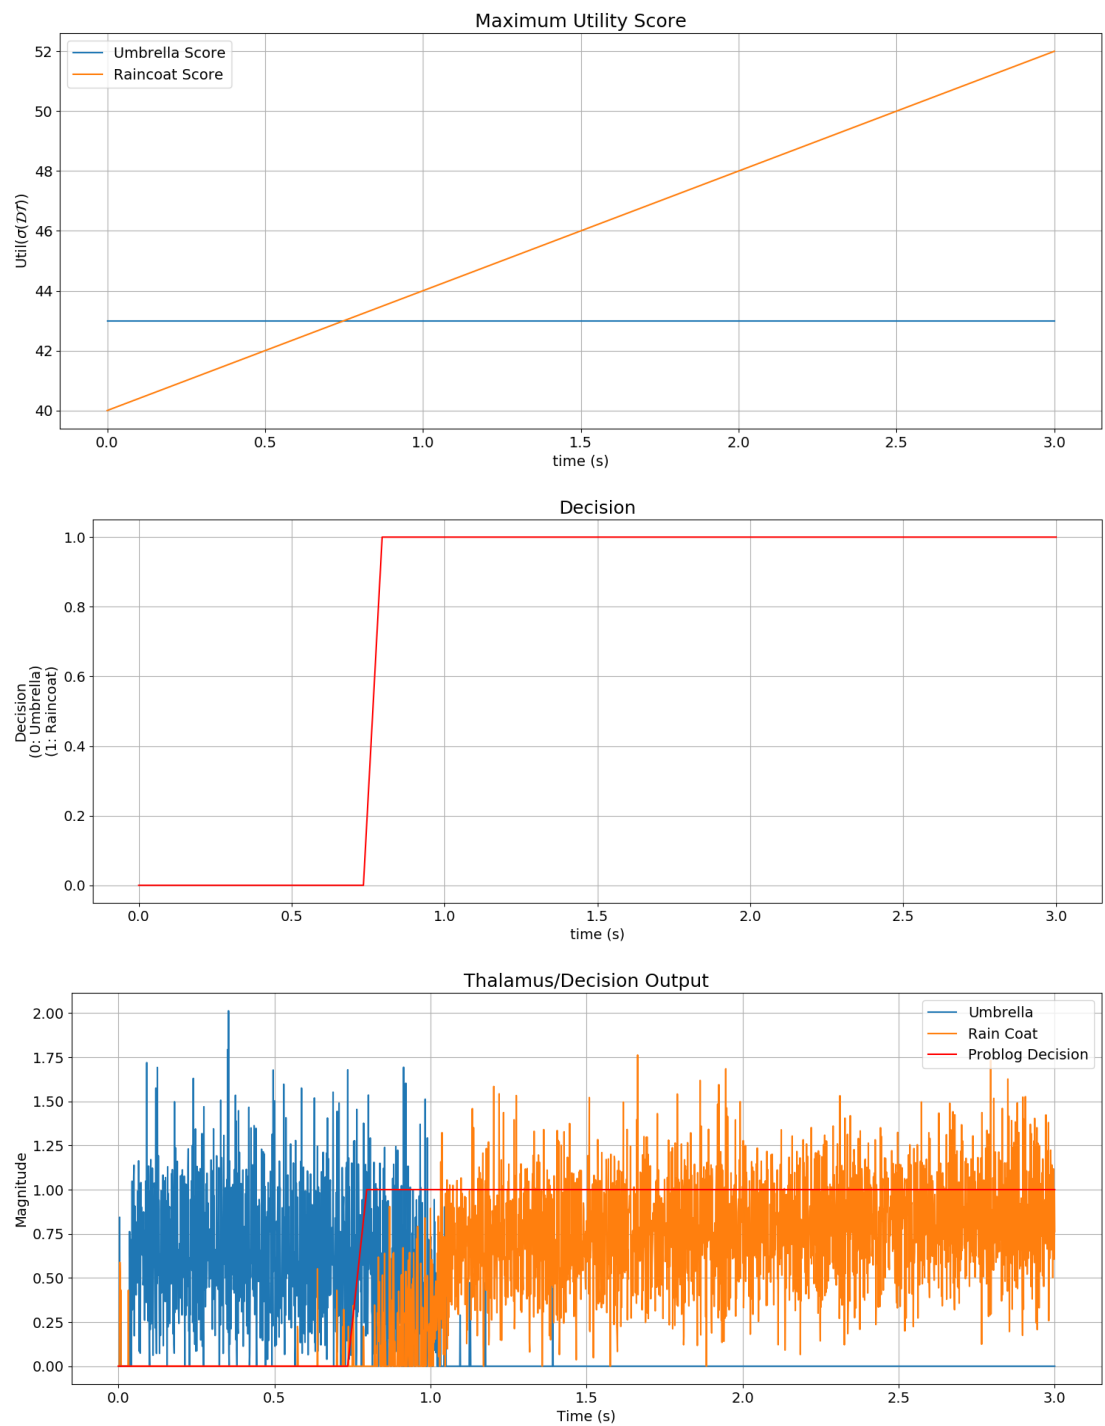 Maximum Utility Score
Umbrella Score
Raincoat Score
52
50
48
46
44
42
40
Util(σ(𝒟𝒯))
0.0 0.5 1.0 1.5 2.0 2.5 3.0
time (s)
Decision
1.0
0.8
0.6
0.4
0.2
0.0
Decision
(0: Umbrella)
(1: Raincoat)
0.0 0.5 1.0 1.5 2.0 2.5 3.0
time (s)
Thalamus/Decision Output
Umbrella
Rain Coat
Problog Decision
2.00
1.75
1.50
1.25
1.00
0.75
0.50
0.25
0.00
Magnitude
0.0 0.5 1.0 1.5 2.0 2.5 3.0
Time (s)